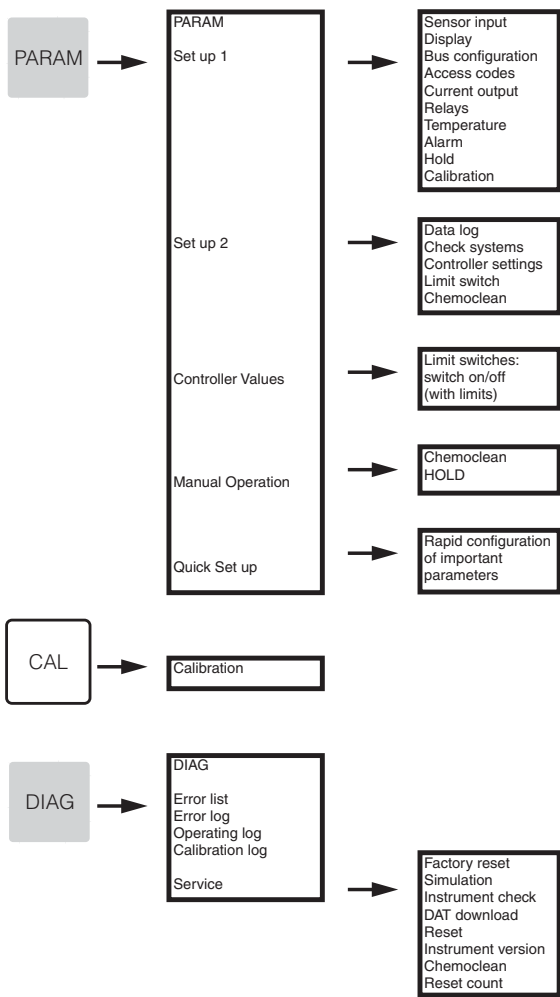 PARAM
PARAM
Set up 1
Sensor input
Display
Bus configuration
Access codes
Current output
Relays
Temperature
Alarm
Hold
Calibration
Set up 2
Data log
Check systems
Controller settings
Limit switch
Chemoclean
Controller Values
Limit switches:
switch on/off
(with limits)
Manual Operation
Chemoclean
HOLD
Quick Set up
Rapid configuration
of important
parameters
CAL
Calibration
DIAG
DIAG
Error list
Error log
Operating log
Calibration log
Service
Factory reset
Simulation
Instrument check
DAT download
Reset
Instrument version
Chemoclean
Reset count